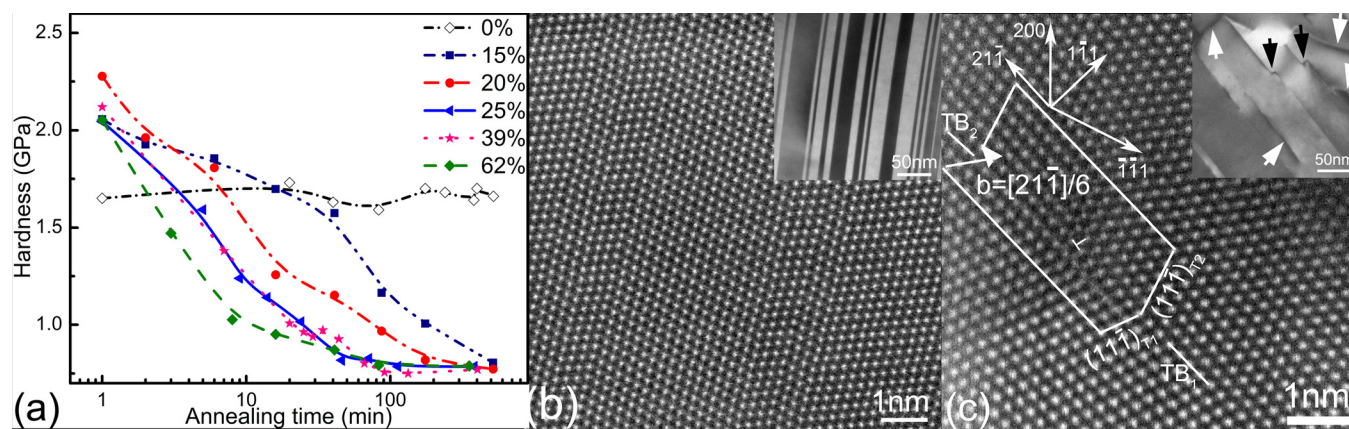 2.5
2.0
1.5
1.0
Hardness (GPa)
1
10
100
Annealing time (min)
0%
15%
20%
25%
39%
62%
(a)
50nm
1nm
(b)
200
211̄
11̄1
1̄1̄1
TB₂
b=[211̄]/6
(111̄)T2
(111̄)T1
TB₁
50nm
1nm
(c)